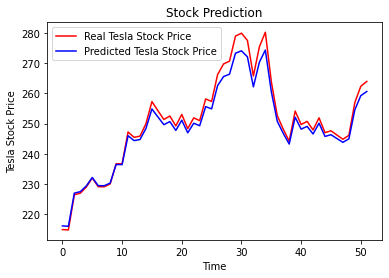 Stock Prediction
Real Tesla Stock Price
Predicted Tesla Stock Price
Tesla Stock Price
280
270
260
250
240
230
220
0
10
20
30
40
50
Time